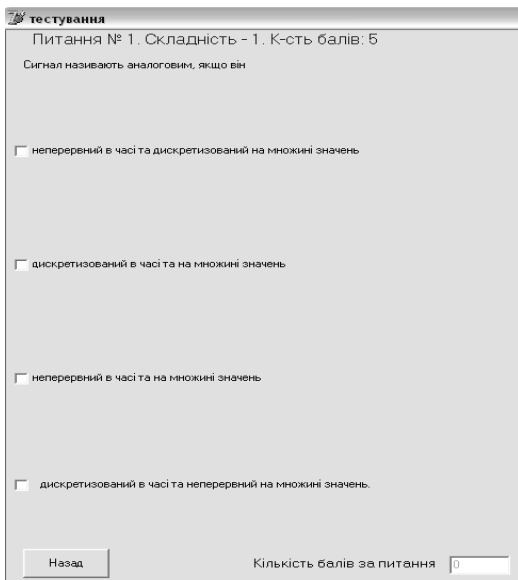 тестування
Питання № 1. Складність - 1. К-сть балів: 5
Сигнал називають аналоговим, якщо він
неперервний в часі та дискретизований на множині значень
дискретизований в часі та на множині значень
неперервний в часі та на множині значень
дискретизований в часі та неперервний на множині значень.
Назад
Кількість балів за питання 0